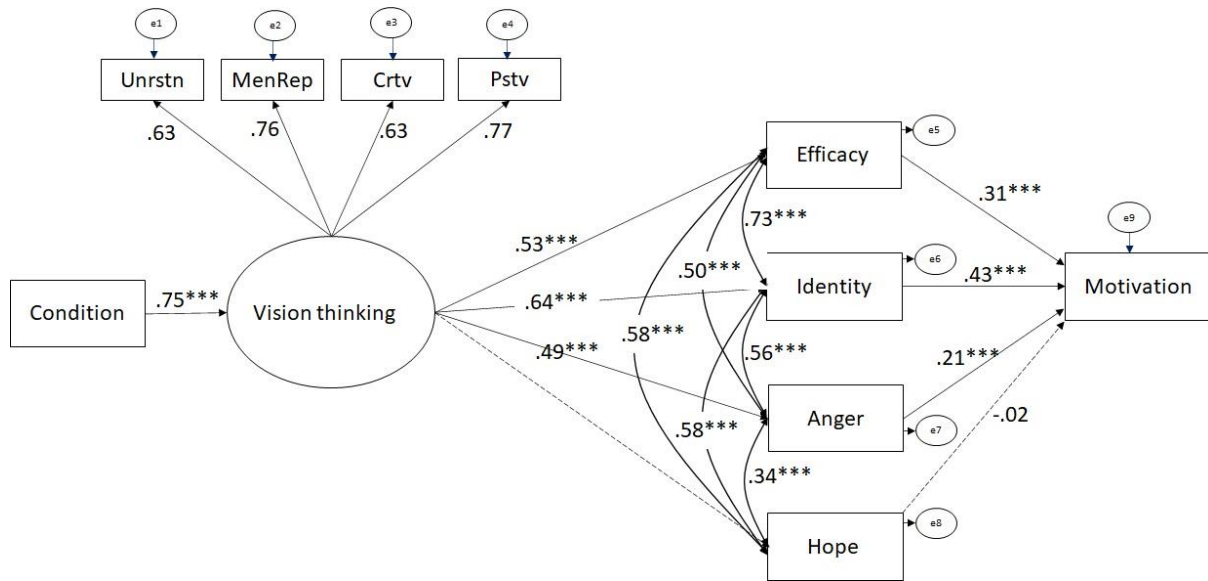 e1
e2
e3
e4
Unrstn
MenRep
Crtv
Pstv
.63
.76
.63
.77
Efficacy
e5
.31***
.53***
.73***
e9
.50***
Identity
e6
.43***
Motivation
Condition
.75***
Vision thinking
.64***
.58***
.49***
.56***
.21***
Anger
e7
-.02
.58***
.34***
Hope
e8